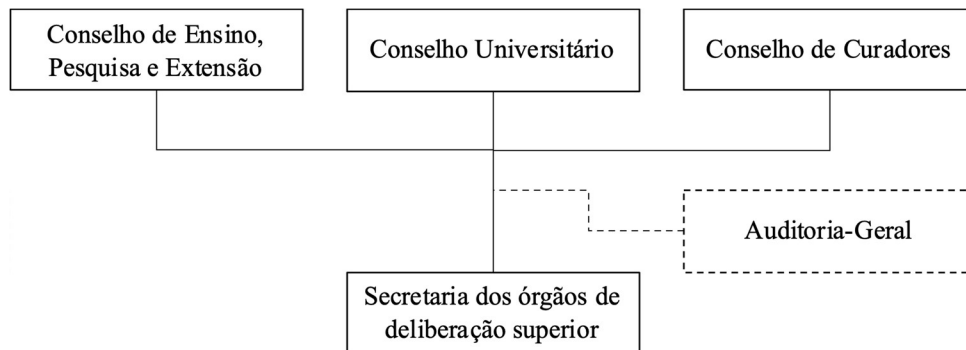 Conselho de Ensino,
Pesquisa e Extensão
Conselho Universitário
Conselho de Curadores
Auditoria-Geral
Secretaria dos órgãos de
deliberação superior